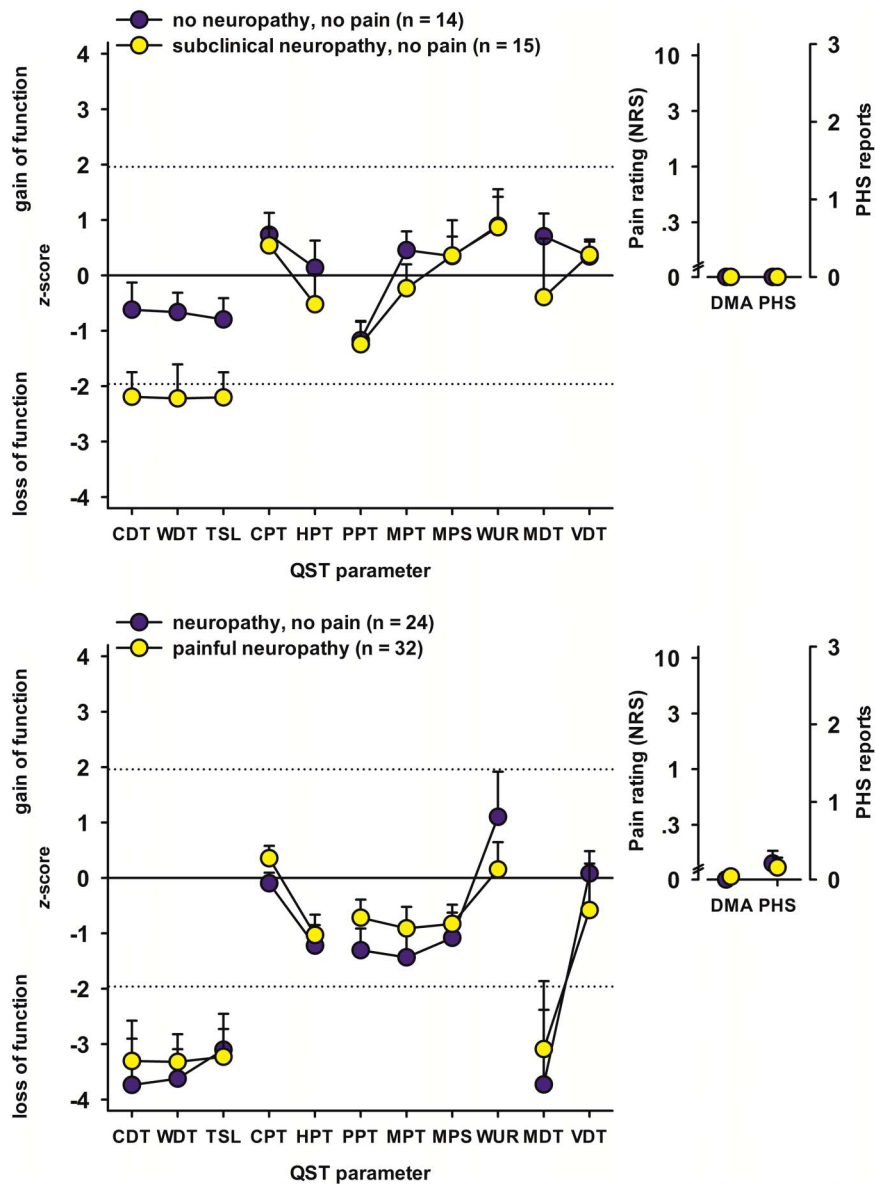 no neuropathy, no pain (n = 14)
subclinical neuropathy, no pain (n = 15)
gain of function
z-score
loss of function
4
3
2
1
0
-1
-2
-3
-4
CDT WDT TSL CPT HPT PPT MPT MPS WUR MDT VDT
QST parameter
Pain rating (NRS)
10
3
1
.3
0
DMA PHS
3
2
1
0
PHS reports
neuropathy, no pain (n = 24)
painful neuropathy (n = 32)
gain of function
z-score
loss of function
4
3
2
1
0
-1
-2
-3
-4
CDT WDT TSL CPT HPT PPT MPT MPS WUR MDT VDT
QST parameter
Pain rating (NRS)
10
3
1
.3
0
DMA PHS
3
2
1
0
PHS reports